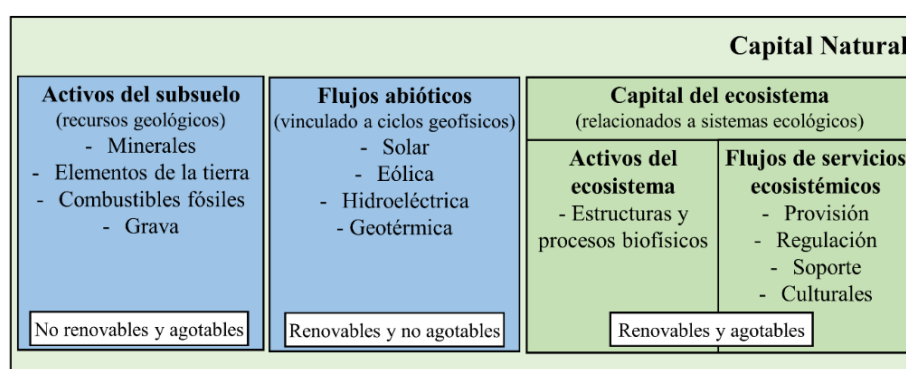 Capital Natural
Activos del subsuelo
(recursos geológicos)
- Minerales
- Elementos de la tierra
- Combustibles fósiles
- Grava
No renovables y agotables
Flujos abióticos
(vinculado a ciclos geofísicos)
- Solar
- Eólica
- Hidroeléctrica
- Geotérmica
Renovables y no agotables
Capital del ecosistema
(relacionados a sistemas ecológicos)
Activos del
ecosistema
- Estructuras y
procesos biofísicos
Flujos de servicios
ecosistémicos
- Provisión
- Regulación
- Soporte
- Culturales
Renovables y agotables